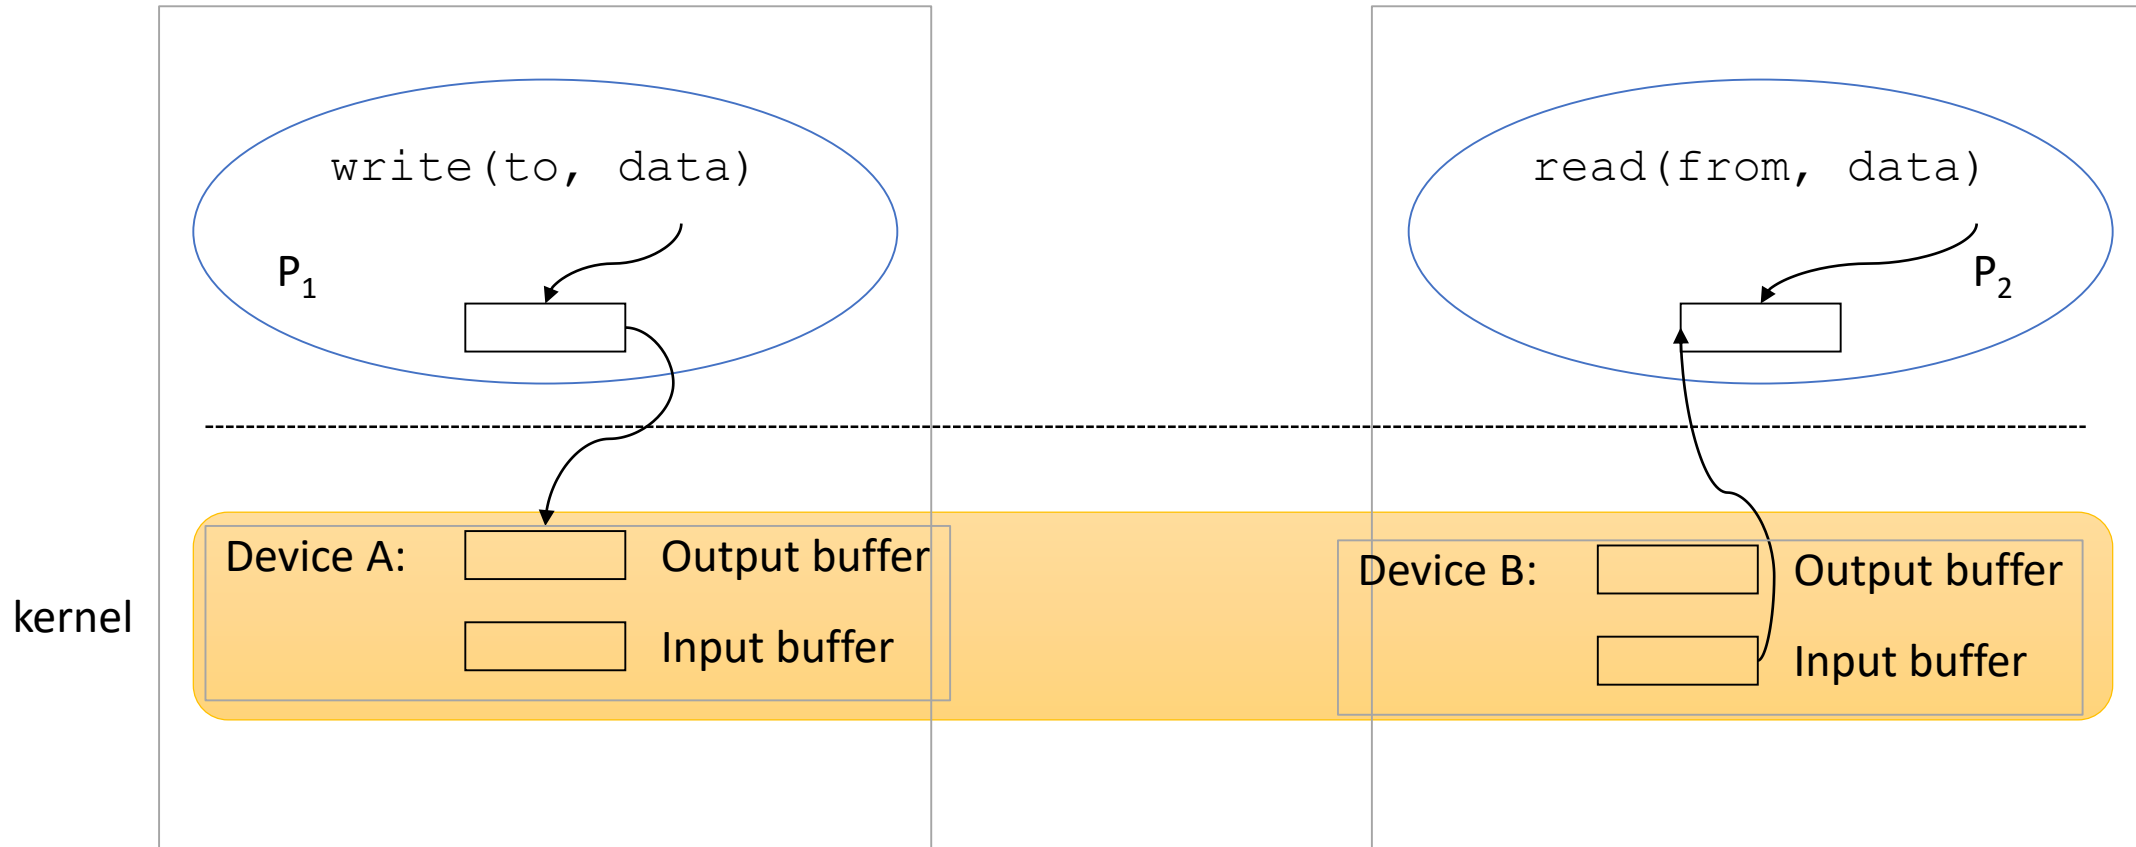 write(to, data)
read(from, data)
P1
P2
Device A:
Output buffer
Input buffer
Device B:
Output buffer
Input buffer
kernel